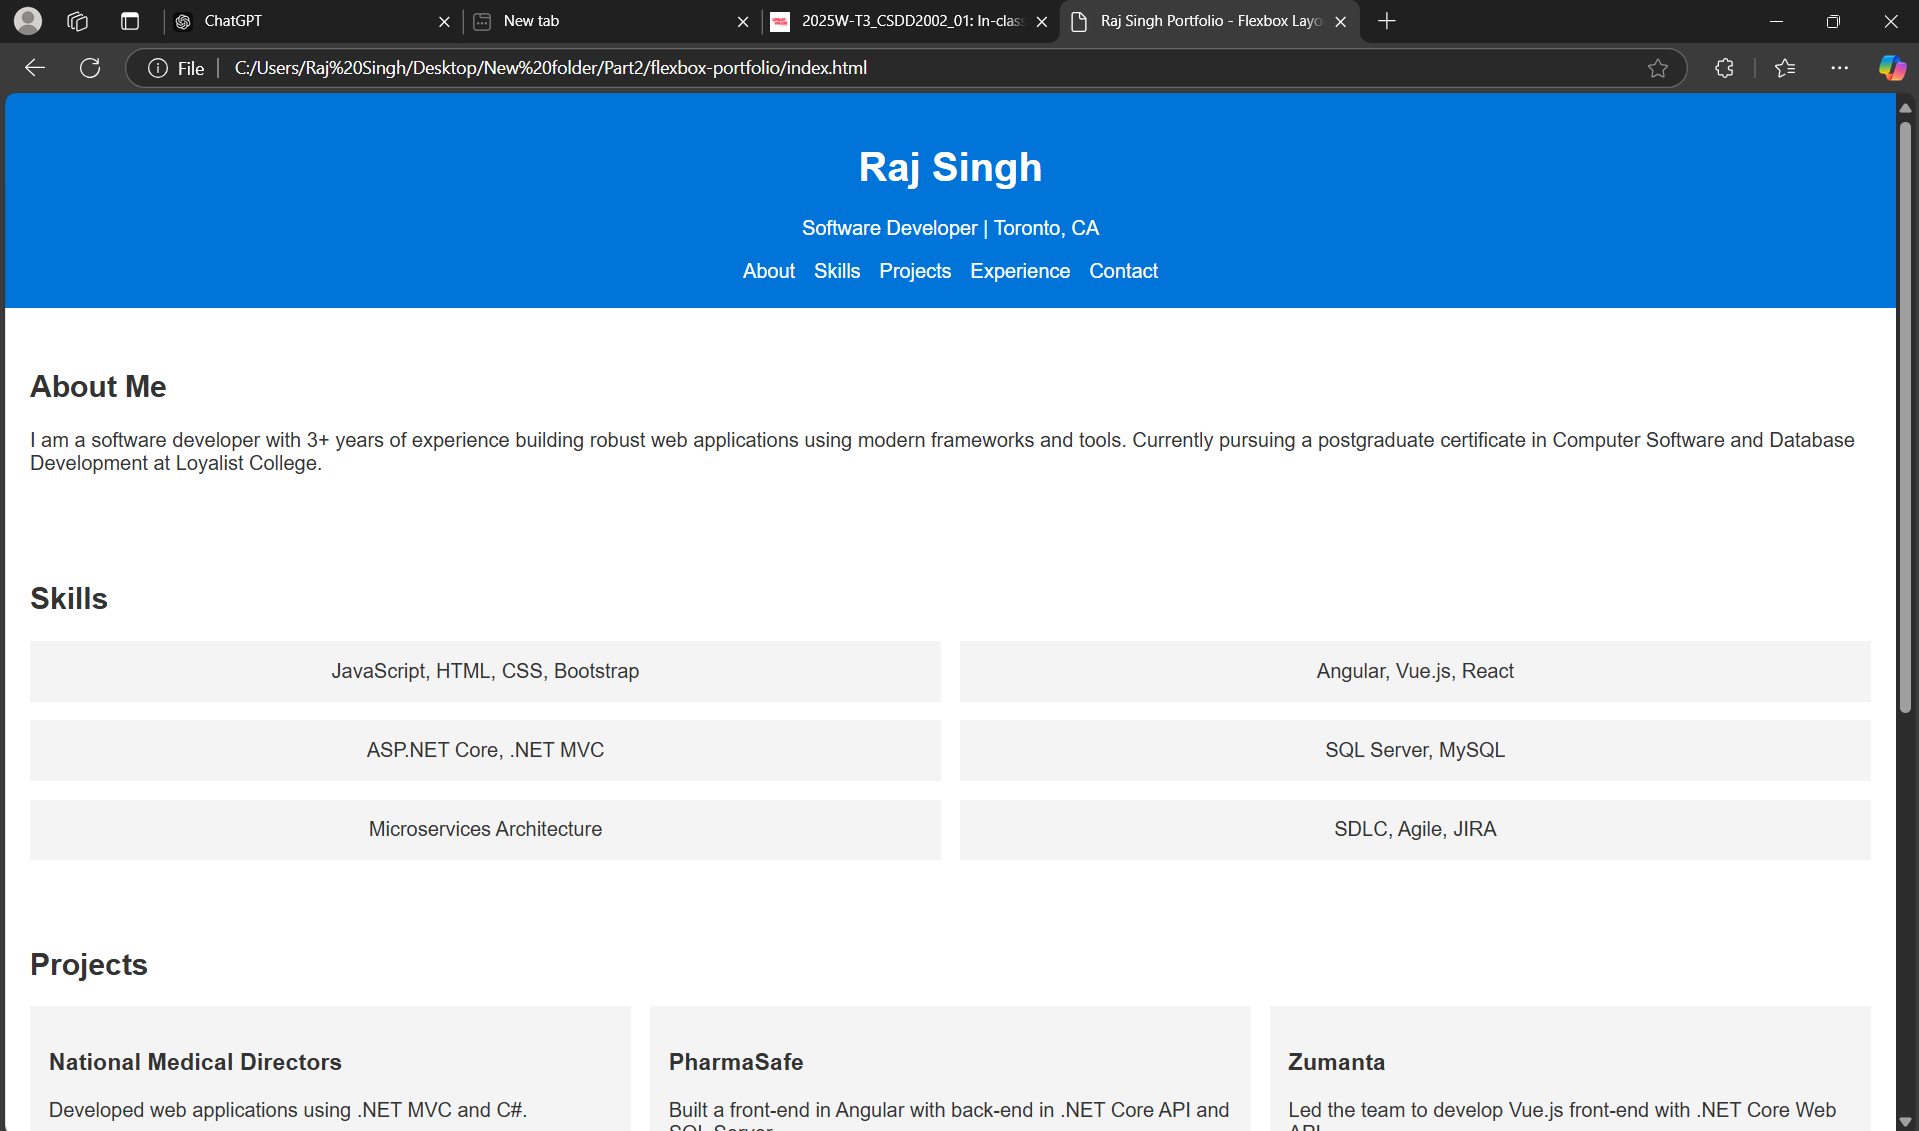 ChatGPT
New tab
2025W-T3_CSDD2002_01: In-clas
Raj Singh Portfolio - Flexbox Layo
File
C:/Users/Raj%20Singh/Desktop/New%20folder/Part2/flexbox-portfolio/index.html
Raj Singh
Software Developer | Toronto, CA
About Skills Projects Experience Contact
About Me
I am a software developer with 3+ years of experience building robust web applications using modern frameworks and tools. Currently pursuing a postgraduate certificate in Computer Software and Database
Development at Loyalist College.
Skills
JavaScript, HTML, CSS, Bootstrap
Angular, Vue.js, React
ASP.NET Core, .NET MVC
SQL Server, MySQL
Microservices Architecture
SDLC, Agile, JIRA
Projects
National Medical Directors
Developed web applications using .NET MVC and C#.
PharmaSafe
Built a front-end in Angular with back-end in .NET Core API and
SQL Server
Zumanta
Led the team to develop Vue.js front-end with .NET Core Web
API